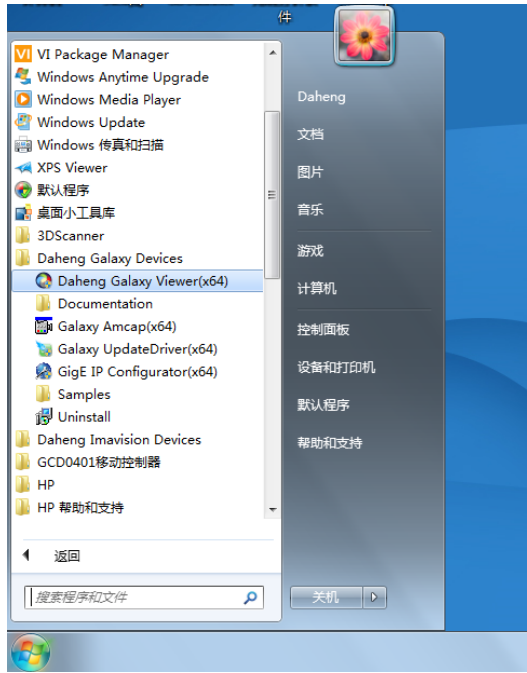 件
VI VI Package Manager
Windows Anytime Upgrade
Windows Media Player
Windows Update
Windows 传真和扫描
XPS Viewer
默认程序
桌面小工具库
3DScanner
Daheng Galaxy Devices
Daheng Galaxy Viewer(x64)
Documentation
Galaxy Amcap(x64)
Galaxy UpdateDriver(x64)
GigE IP Configurator(x64)
Samples
Uninstall
Daheng Imavision Devices
GCD0401移动控制器
HP
HP 帮助和支持
返回
搜索程序和文件
Daheng
文档
图片
音乐
游戏
计算机
控制面板
设备和打印机
默认程序
帮助和支持
关机